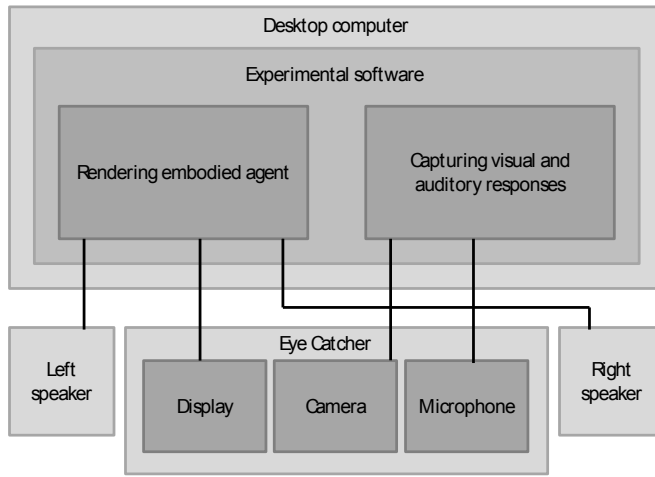 Desktop computer
Experimental software
Rendering embodied agent
Capturing visual and
auditory responses
Left
speaker
Eye Catcher
Display
Camera
Microphone
Right
speaker